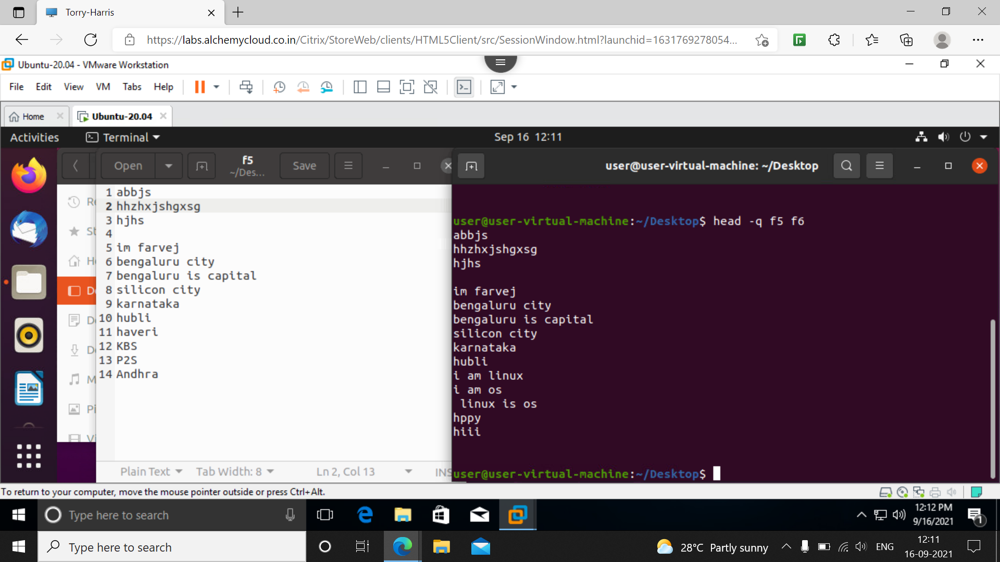 Torry-Harris
https://labs.alchemycloud.co.in/Citrix/StoreWeb/clients/HTML5Client/src/SessionWindow.html?launchid=1631769278054...
Ubuntu-20.04 - VMware Workstation
File Edit View VM Tabs Help
Home Ubuntu-20.04
Activities Terminal Sep 16 12:11
Open f5 Save
~/Des...
user@user-virtual-machine: ~/Desktop
Re
St
Ho
De
Do
Do
M
Pi
Vi
1 abbjs
2 hhzhxjshgxsg
3 hjhs
4
5 im farvej
6 bengaluru city
7 bengaluru is capital
8 silicon city
9 karnataka
10 hubli
11 haveri
12 KBS
13 P2S
14 Andhra
Plain Text Tab Width: 8 Ln 2, Col 13 INS
user@user-virtual-machine:~/Desktop$ head -q f5 f6
abbjs
hhzhxjshgxsg
hjhs
im farvej
bengaluru city
bengaluru is capital
silicon city
karnataka
hubli
i am linux
i am os
linux is os
hppy
hiii
user@user-virtual-machine:~/Desktop$
To return to your computer, move the mouse pointer outside or press Ctrl+Alt.
Type here to search
12:12 PM
9/16/2021
1
Type here to search
28°C Partly sunny
ENG
12:11
16-09-2021